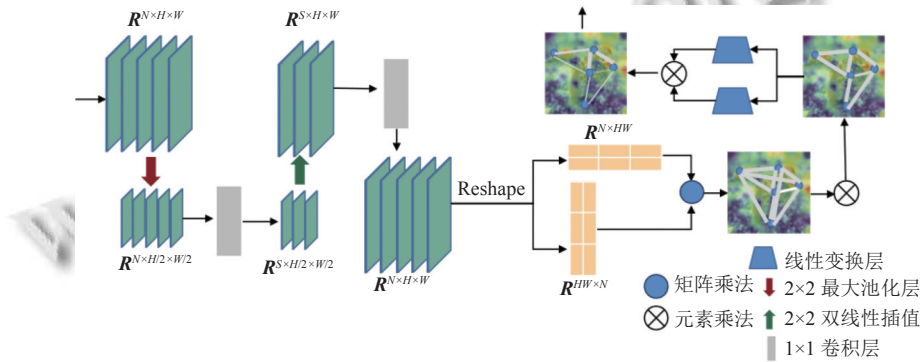 R^{N×H×W}
R^{S×H×W}
R^{N×H/2×W/2}
R^{S×H/2×W/2}
R^{N×H×W}
Reshape
R^{N×HW}
R^{HW×N}
线性变换层
矩阵乘法
2×2 最大池化层
元素乘法
2×2 双线性插值
1×1 卷积层